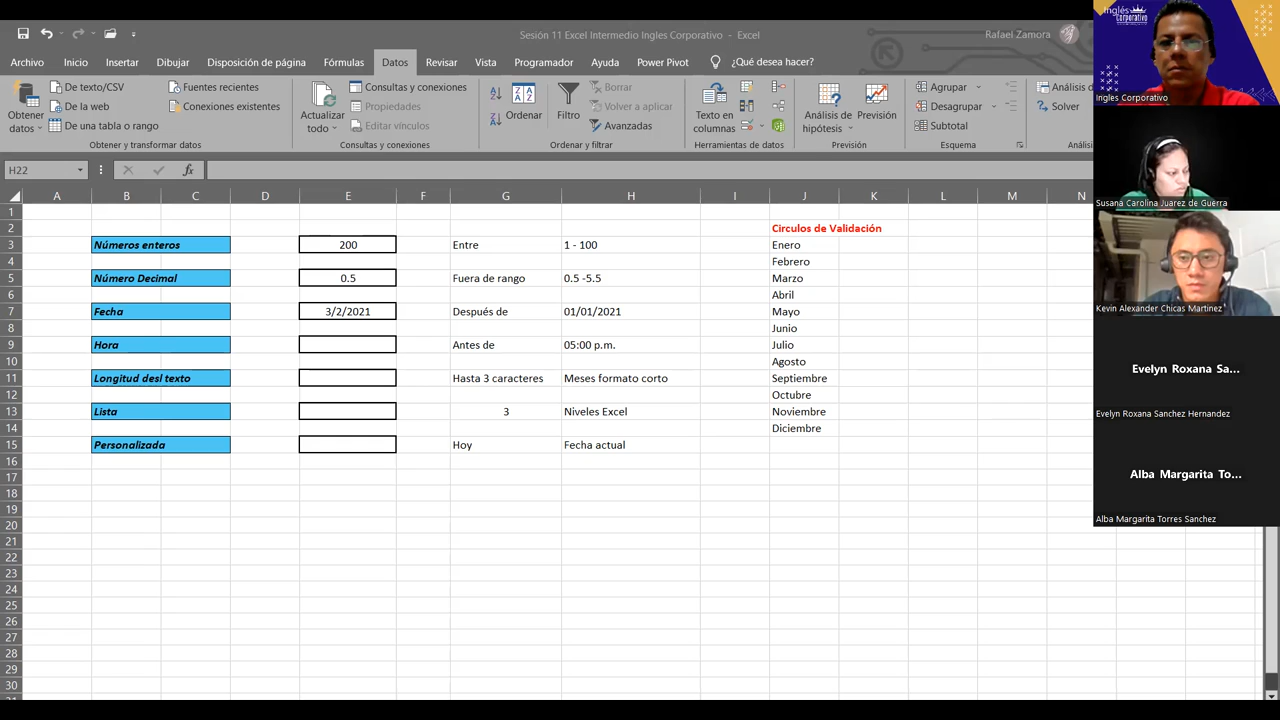 Sesión 11 Excel Intermedio Ingles Corporativo - Excel
Rafael Zamora
Archivo Inicio Insertar Dibujar Disposición de página Fórmulas Datos Revisar Vista Programador Ayuda Power Pivot ¿Qué desea hacer?
Obtener datos
De texto/CSV
De la web
De una tabla o rango
Fuentes recientes
Conexiones existentes
Obtener y transformar datos
Actualizar todo
Consultas y conexiones
Propiedades
Editar vínculos
Consultas y conexiones
Ordenar
Filtro
Borrar
Volver a aplicar
Avanzadas
Ordenar y filtrar
Texto en columnas
Herramientas de datos
Análisis de hipótesis
Previsión
Previsión
Agrupar
Desagrupar
Subtotal
Esquema
Análisis d
Solver
Anális
H22 fx
A B C D E F G H I J K L M N
1
2 Circulos de Validación
3 Números enteros 200 Entre 1 - 100 Enero
4 Febrero
5 Número Decimal 0.5 Fuera de rango 0.5 -5.5 Marzo
6 Abril
7 Fecha 3/2/2021 Después de 01/01/2021 Mayo
8 Junio
9 Hora Antes de 05:00 p.m. Julio
10 Agosto
11 Longitud desl texto Hasta 3 caracteres Meses formato corto Septiembre
12 Octubre
13 Lista 3 Niveles Excel Noviembre
14 Diciembre
15 Personalizada Hoy Fecha actual
16
17
18
19
20
21
22
23
24
25
26
27
28
29
30
Inglés Corporativo
Ingles Corporativo
Susana Carolina Juarez de Guerra
Kevin Alexander Chicas Martinez
Evelyn Roxana Sa...
Evelyn Roxana Sanchez Hernandez
Alba Margarita To...
Alba Margarita Torres Sanchez